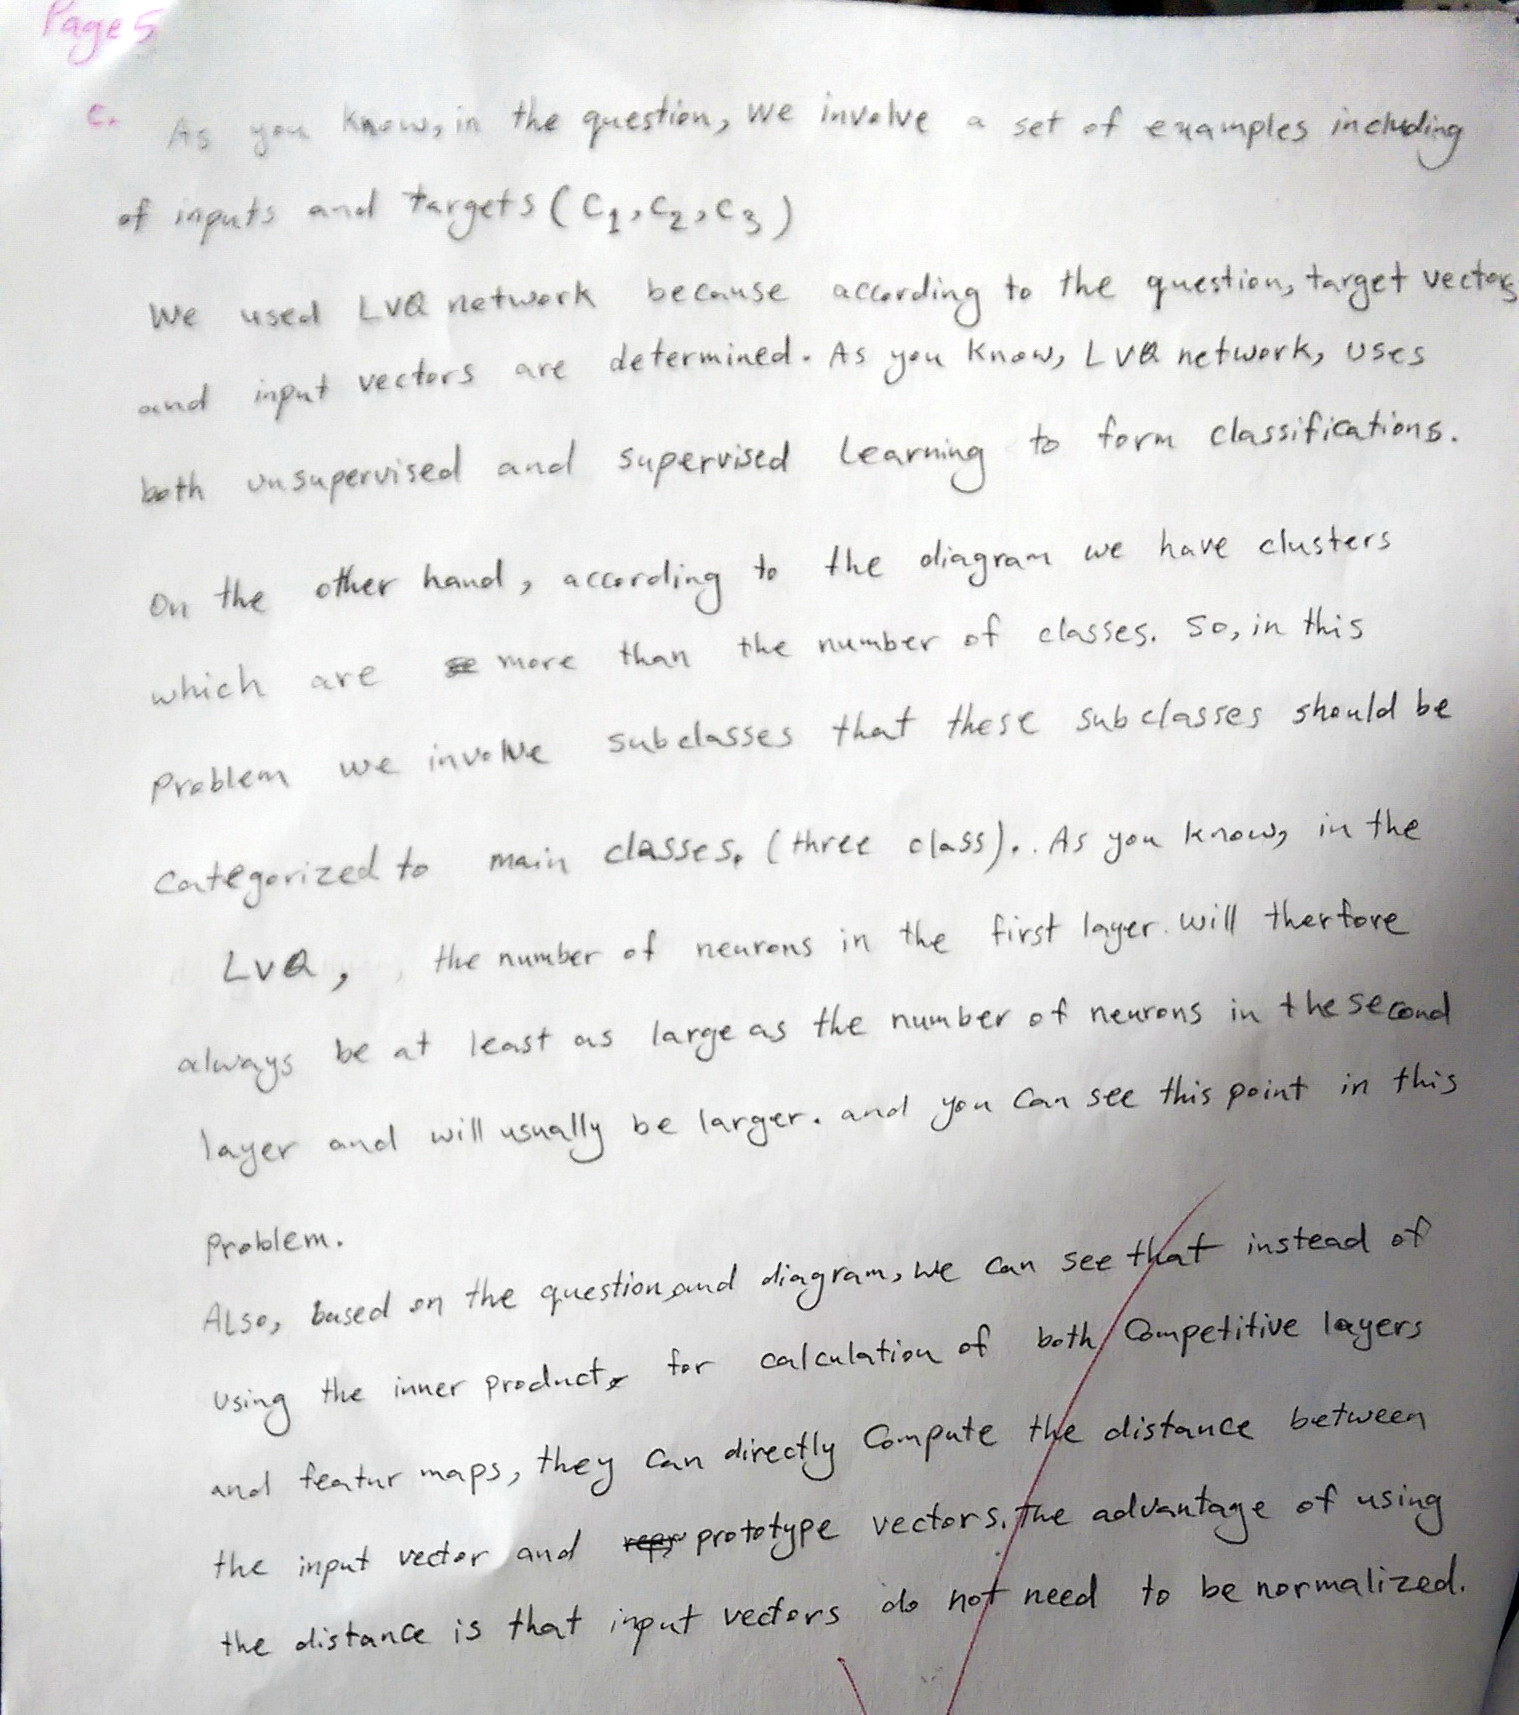 Page 5
c. As you know, in the question, we involve a set of examples including
of inputs and targets (C1, C2, C3)
We used LVQ network because according to the question, target vectors
and input vectors are determined. As you know, LVQ network, uses
both unsupervised and supervised learning to form classifications.
On the other hand, according to the diagram we have clusters
which are more than the number of classes. So, in this
problem we involve subclasses that these subclasses should be
categorized to main classes. (three class).. As you know, in the
LVQ, the number of neurons in the first layer will therfore
always be at least as large as the number of neurons in the second
layer and will usually be larger. and you can see this point in this
problem.
Also, based on the question, and diagram, we can see that instead of
using the inner product for calculation of both Competitive layers
and featur maps, they can directly compute the distance between
the input vector and prototype vectors. The advantage of using
the distance is that input vectors do not need to be normalized.